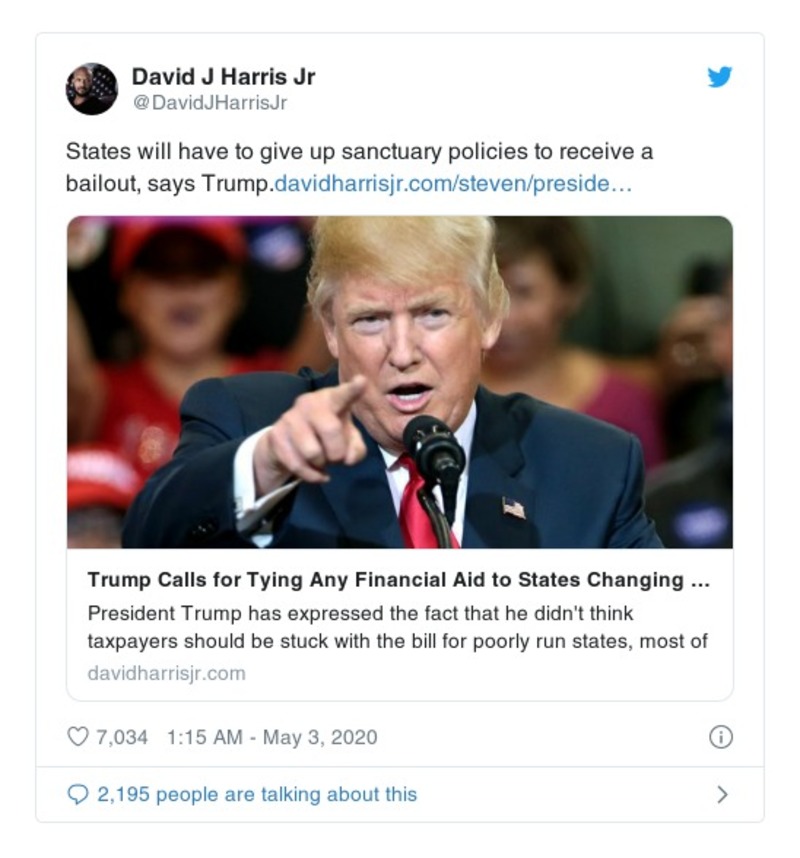 David J Harris Jr
@DavidJHarrisJr
States will have to give up sanctuary policies to receive a
bailout, says Trump.davidharrisjr.com/steven/preside…
Trump Calls for Tying Any Financial Aid to States Changing ...
President Trump has expressed the fact that he didn't think
taxpayers should be stuck with the bill for poorly run states, most of
davidharrisjr.com
7,034 1:15 AM - May 3, 2020
2,195 people are talking about this